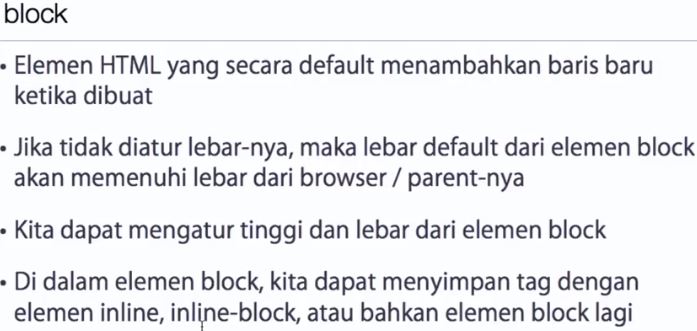 block
• Elemen HTML yang secara default menambahkan baris baru
ketika dibuat
• Jika tidak diatur lebar-nya, maka lebar default dari elemen block
akan memenuhi lebar dari browser / parent-nya
• Kita dapat mengatur tinggi dan lebar dari elemen block
• Di dalam elemen block, kita dapat menyimpan tag dengan
elemen inline, inline-block, atau bahkan elemen block lagi